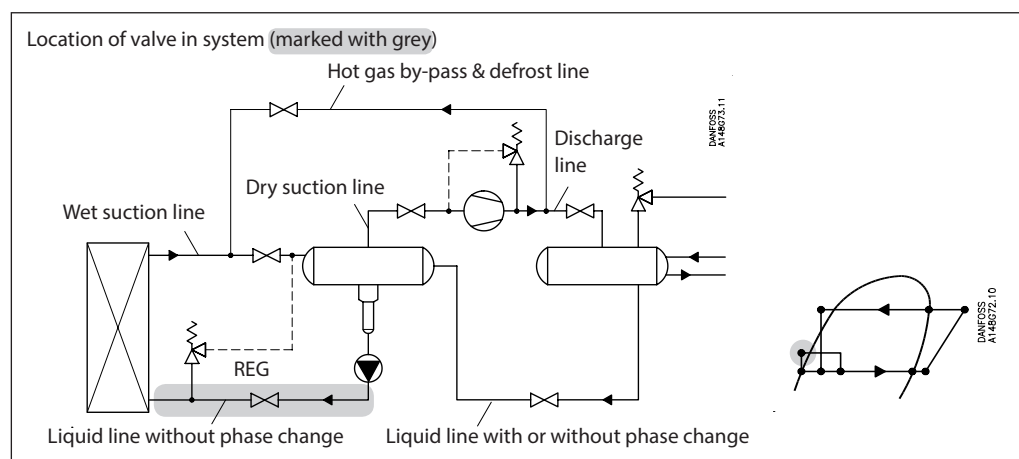 Location of valve in system (marked with grey)
Hot gas by-pass & defrost line
DANFOSS
A148G73.11
Discharge
line
Dry suction line
Wet suction line
DANFOSS
A148G72.10
REG
Liquid line without phase change
Liquid line with or without phase change